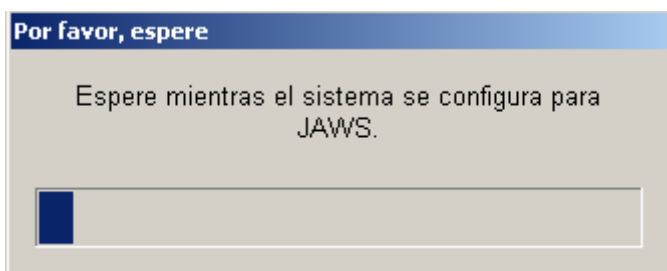 Por favor, espere
Espere mientras el sistema se configura para
JAWS.